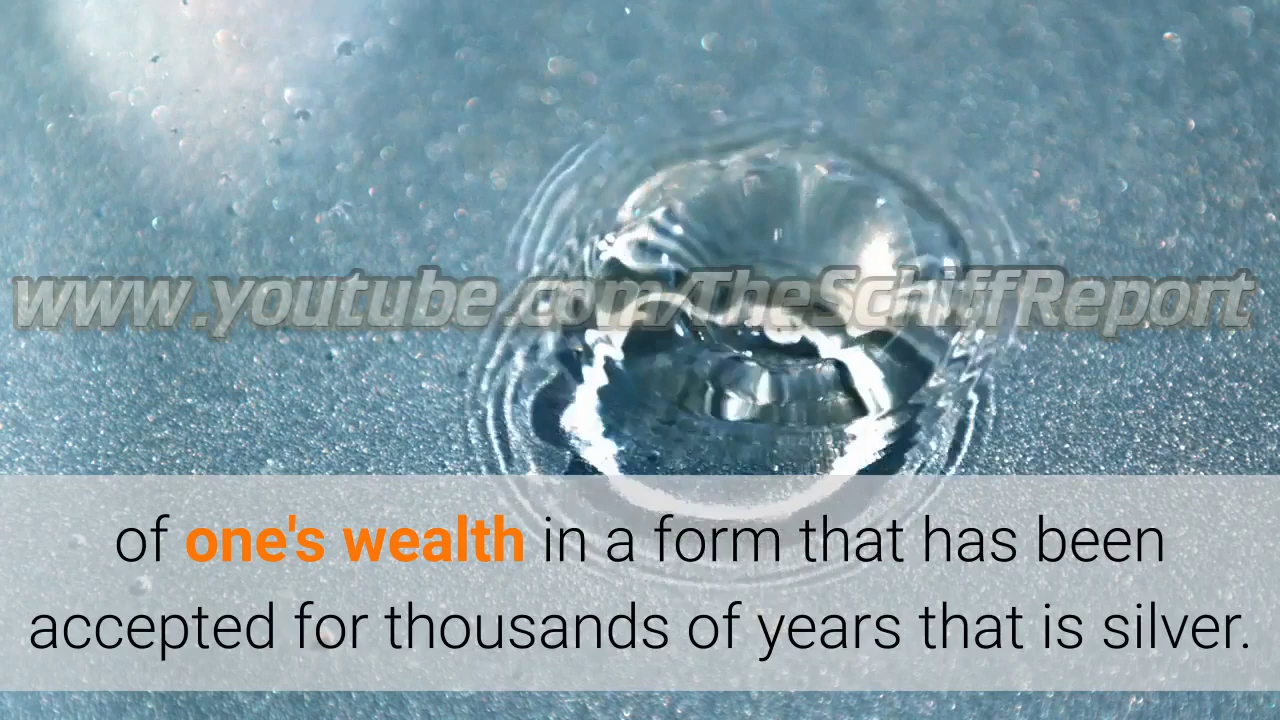 www.youtube.com/TheSchiffReport
of one's wealth in a form that has been
accepted for thousands of years that is silver.